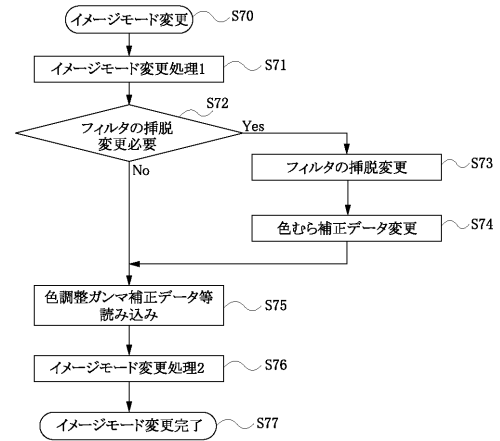 イメージモード変更
S70
イメージモード変更処理1
S71
フィルタの挿脱
変更必要
S72
Yes
No
フィルタの挿脱変更
S73
色むら補正データ変更
S74
色調整ガンマ補正データ等
読み込み
S75
イメージモード変更処理2
S76
イメージモード変更完了
S77